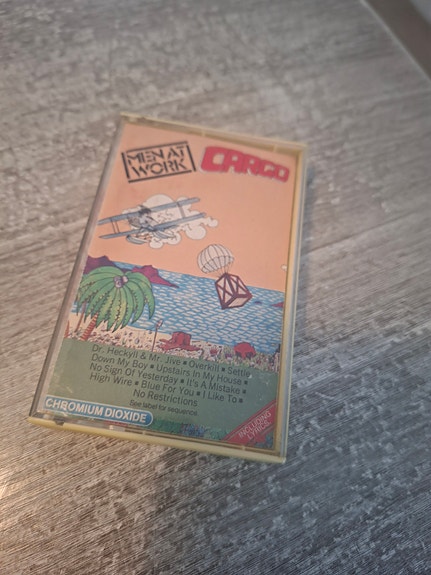 MEN AT
WORK
CARGO
Dr. Heckyll & Mr. Jive • Overkill • Settle
Down My Boy • Upstairs In My House •
No Sign Of Yesterday • It's A Mistake •
High Wire • Blue For You • I Like To •
No Restrictions
See label for sequence.
CHROMIUM DIOXIDE
INCLUDING
LYRICS.